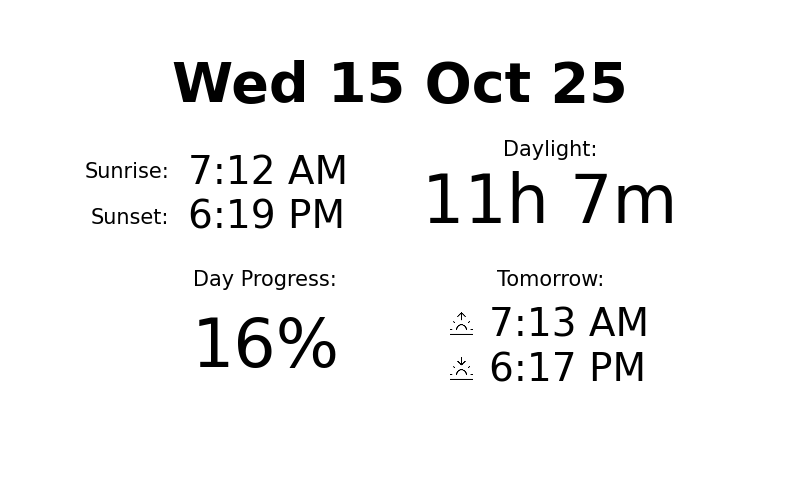 Wed 15 Oct 25
Sunrise: 7:12 AM
Sunset: 6:19 PM
Daylight:
11h 7m
Day Progress:
16%
Tomorrow:
7:13 AM
6:17 PM